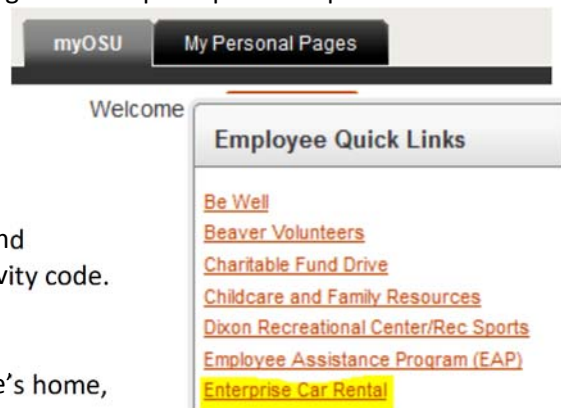 myOSU My Personal Pages
Welcome
Employee Quick Links
Be Well
Beaver Volunteers
Charitable Fund Drive
vity code.
Childcare and Family Resources
Dixon Recreational Center/Rec Sports
Employee Assistance Program (EAP)
e's home,
Enterprise Car Rental